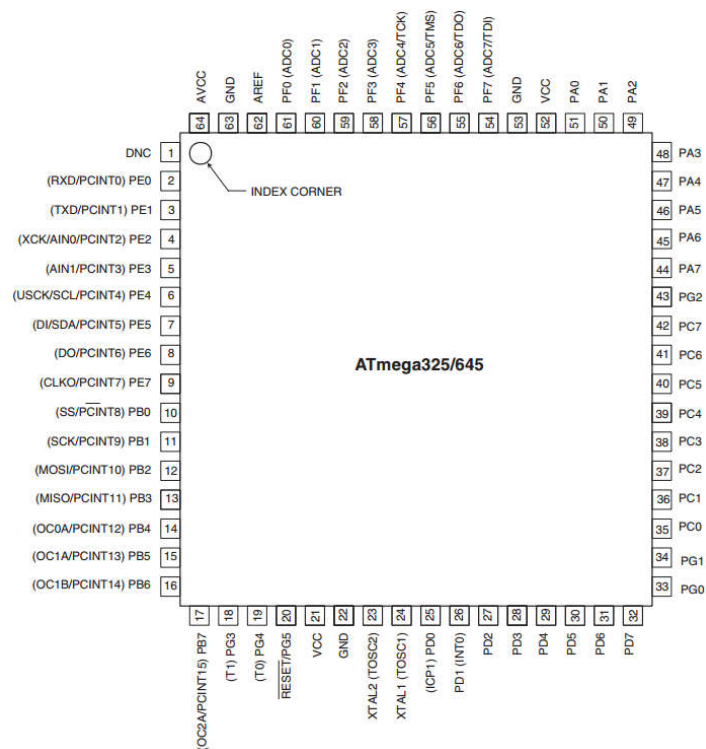 AVCC
GND
AREF
PF0 (ADC0)
PF1 (ADC1)
PF2 (ADC2)
PF3 (ADC3)
PF4 (ADC4/TCK)
PF5 (ADC5/TMS)
PF6 (ADC6/TDO)
PF7 (ADC7/TDI)
GND
VCC
PA0
PA1
PA2
64 63 62 61 60 59 58 57 56 55 54 53 52 51 50 49
DNC 1
(RXD/PCINT0) PE0 2
(TXD/PCINT1) PE1 3
(XCK/AIN0/PCINT2) PE2 4
(AIN1/PCINT3) PE3 5
(USCK/SCL/PCINT4) PE4 6
(DI/SDA/PCINT5) PE5 7
(DO/PCINT6) PE6 8
(CLKO/PCINT7) PE7 9
(SS/PCINT8) PB0 10
(SCK/PCINT9) PB1 11
(MOSI/PCINT10) PB2 12
(MISO/PCINT11) PB3 13
(OC0A/PCINT12) PB4 14
(OC1A/PCINT13) PB5 15
(OC1B/PCINT14) PB6 16
INDEX CORNER
ATmega325/645
48 PA3
47 PA4
46 PA5
45 PA6
44 PA7
43 PG2
42 PC7
41 PC6
40 PC5
39 PC4
38 PC3
37 PC2
36 PC1
35 PC0
34 PG1
33 PG0
17 18 19 20 21 22 23 24 25 26 27 28 29 30 31 32
(OC2A/PCINT15) PB7
(T1) PG3
(T0) PG4
RESET/PG5
VCC
GND
XTAL2 (TOSC2)
XTAL1 (TOSC1)
(ICP1) PD0
PD1 (INT0)
PD2
PD3
PD4
PD5
PD6
PD7